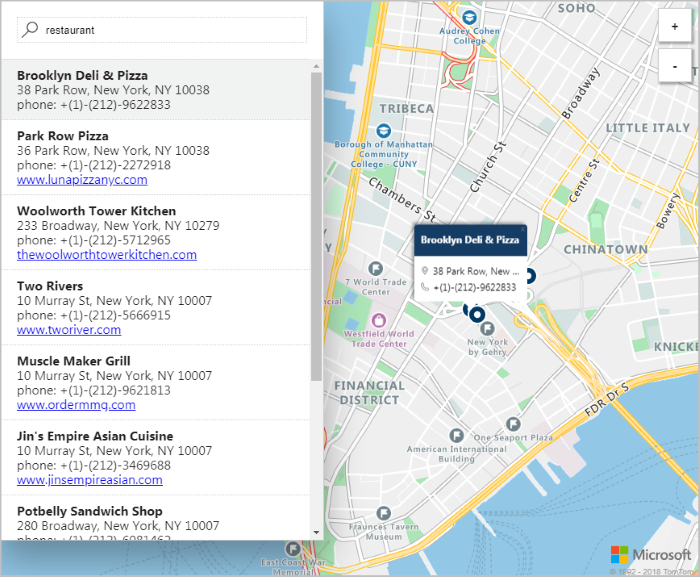 restaurant
Brooklyn Deli & Pizza
38 Park Row, New York, NY 10038
phone: +(1)-(212)-9622833
Park Row Pizza
36 Park Row, New York, NY 10038
phone: +(1)-(212)-2272918
www.lunapizzanyc.com
Woolworth Tower Kitchen
233 Broadway, New York, NY 10279
phone: +(1)-(212)-5712965
thewoolworthtowerkitchen.com
Two Rivers
10 Murray St, New York, NY 10007
phone: +(1)-(212)-5666915
www.tworiver.com
Muscle Maker Grill
10 Murray St, New York, NY 10007
phone: +(1)-(212)-9621813
www.ordermmg.com
Jin's Empire Asian Cuisine
10 Murray St, New York, NY 10007
phone: +(1)-(212)-3469688
www.jinsempireasian.com
Potbelly Sandwich Shop
280 Broadway, New York, NY 10007
phone: +(1)-(212)-6981462
SOHO
+
-
Audrey Cohen
College
Broadway
TRIBECA
LITTLE ITALY
Borough of Manhattan
Community
College - CUNY
Church St
Centre St
Chambers St
Bowery
x
Brooklyn Deli & Pizza
38 Park Row, New ...
+(1)-(212)-9622833
CHINATOWN
7 World Trade
Center
Westfield World
Trade Center
New York
by Gehry
KNICKE
FINANCIAL
DISTRICT
FDR Dr S
One Seaport Plaza
American International
Building
Fraunces Tavern
Museum
East Coast War
Memorial
Microsoft
© 1992 - 2018 TomTom